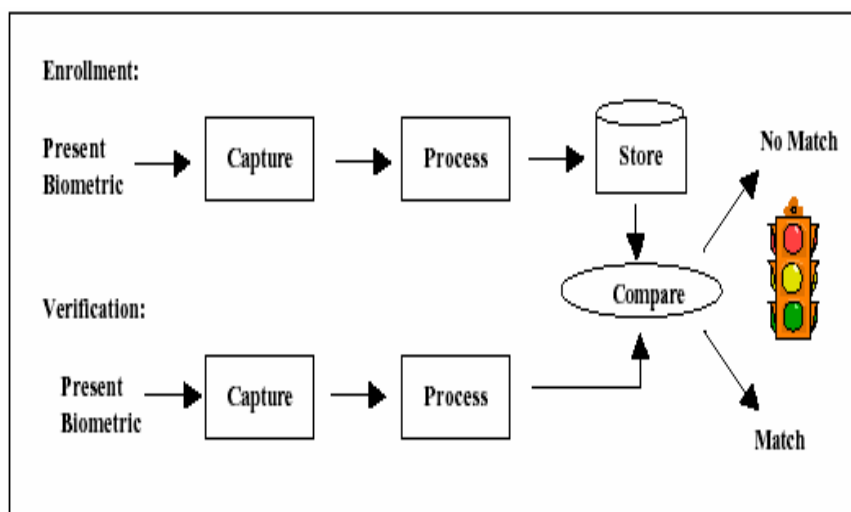 Enrollment:
Present
Biometric
Capture
Process
Store
No Match
Compare
Verification:
Present
Biometric
Capture
Process
Match